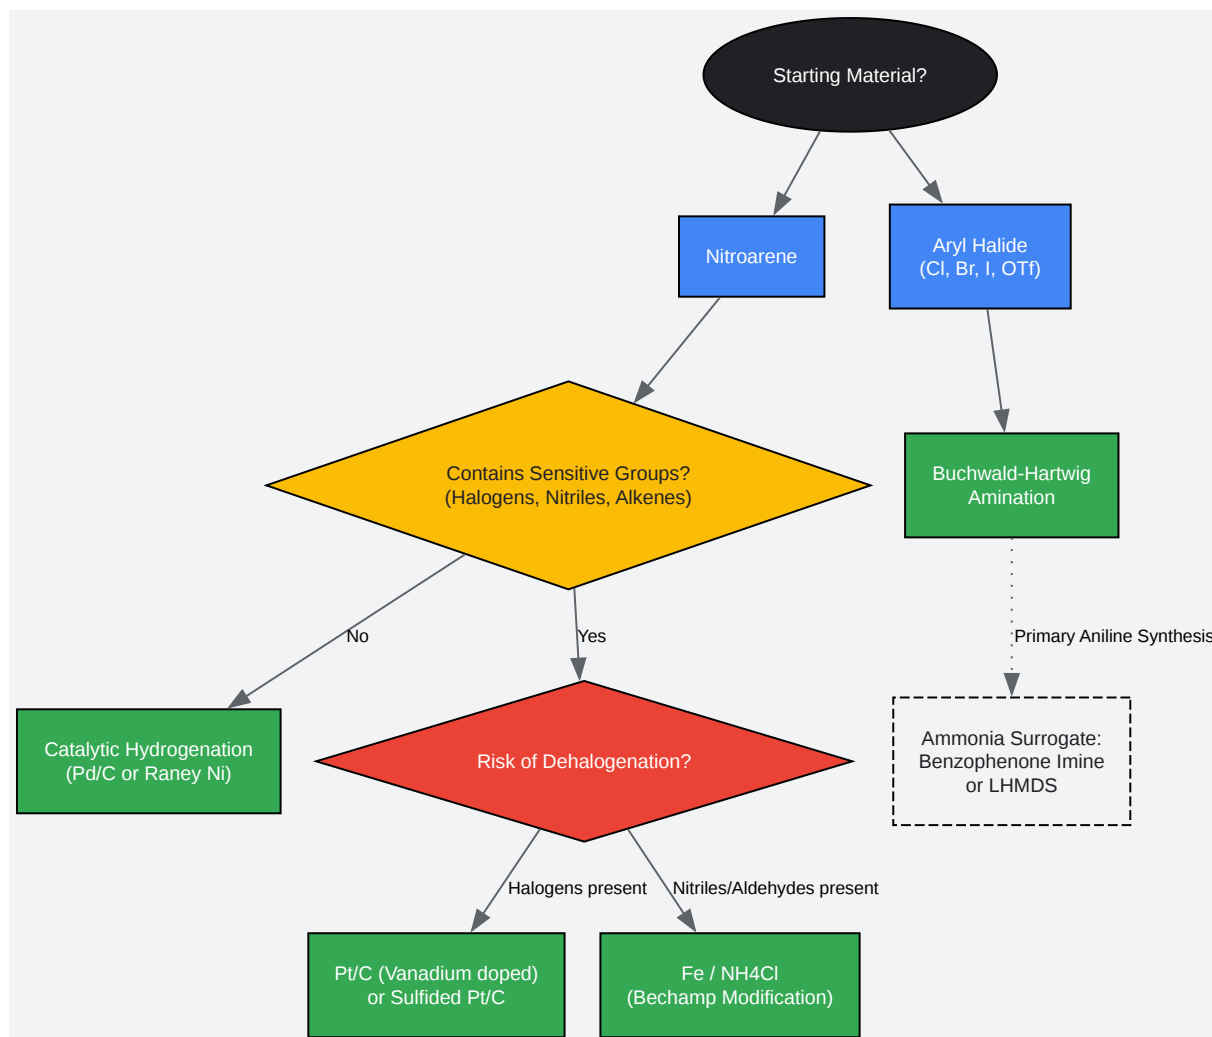 Starting Material?
Nitroarene
Aryl Halide
(Cl, Br, I, OTf)
Contains Sensitive Groups?
(Halogens, Nitriles, Alkenes)
Buchwald-Hartwig
Amination
No
Yes
Primary Aniline Synthesis
Catalytic Hydrogenation
(Pd/C or Raney Ni)
Risk of Dehalogenation?
Ammonia Surrogate:
Benzophenone Imine
or LHMDS
Halogens present
Nitriles/Aldehydes present
Pt/C (Vanadium doped)
or Sulfided Pt/C
Fe / NH4Cl
(Bechamp Modification)